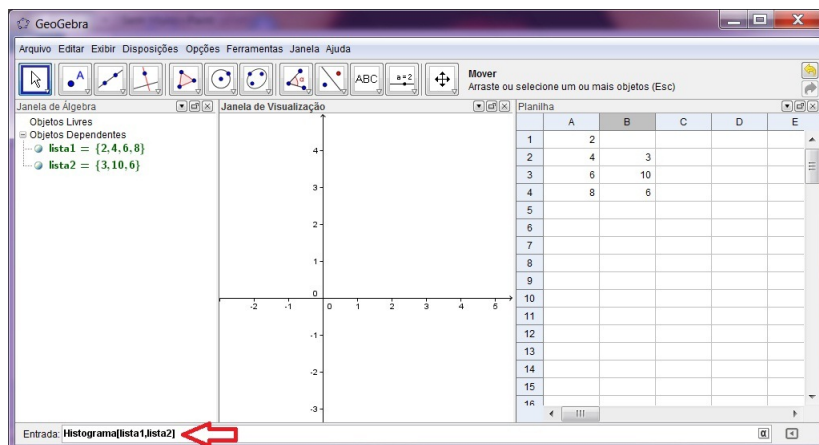 GeoGebra
Arquivo Editar Exibir Disposições Opções Ferramentas Janela Ajuda
A
α
ABC
a=2
Mover
Arraste ou selecione um ou mais objetos (Esc)
Janela de Álgebra
Objetos Livres
Objetos Dependentes
lista1 = {2,4,6,8}
lista2 = {3,10,6}
Janela de Visualização
4
3
2
1
0
-2 -1 0 1 2 3 4 5
-1
-2
-3
Planilha
A B C D E
1 2
2 4 3
3 6 10
4 8 6
5
6
7
8
9
10
11
12
13
14
15
16
Entrada: Histograma[lista1,lista2]
α